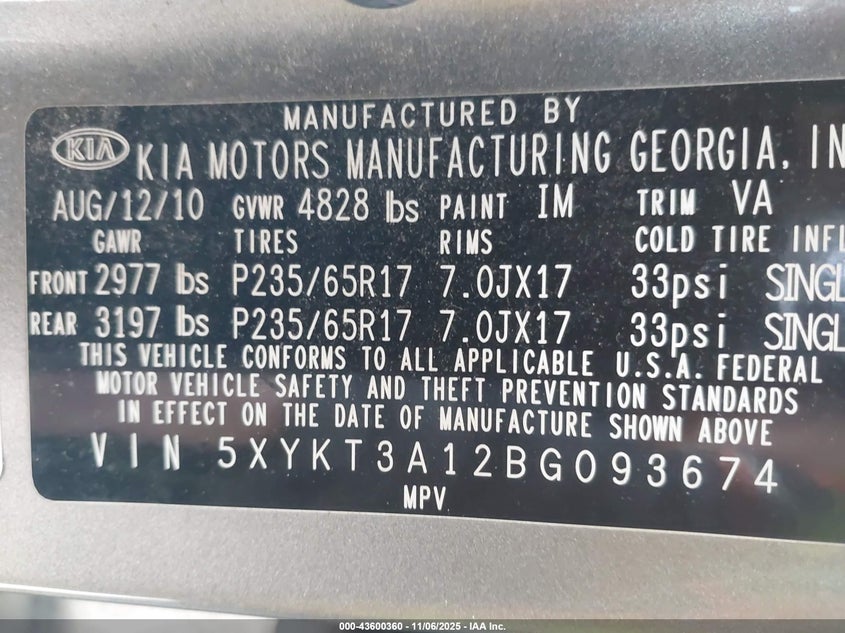 MANUFACTURED BY
KIA KIA MOTORS MANUFACTURING GEORGIA, IN
AUG/12/10 GVWR 4828 lbs PAINT IM TRIM VA
GAWR TIRES RIMS COLD TIRE INFL
FRONT 2977 lbs P235/65R17 7.0JX17 33psi SINGL
REAR 3197 lbs P235/65R17 7.0JX17 33psi SINGL
THIS VEHICLE CONFORMS TO ALL APPLICABLE U.S.A. FEDERAL
MOTOR VEHICLE SAFETY AND THEFT PREVENTION STANDARDS
IN EFFECT ON THE DATE OF MANUFACTURE SHOWN ABOVE
VIN 5XYKT3A12BG093674
MPV
000-43600360 - 11/06/2025 - IAA Inc.